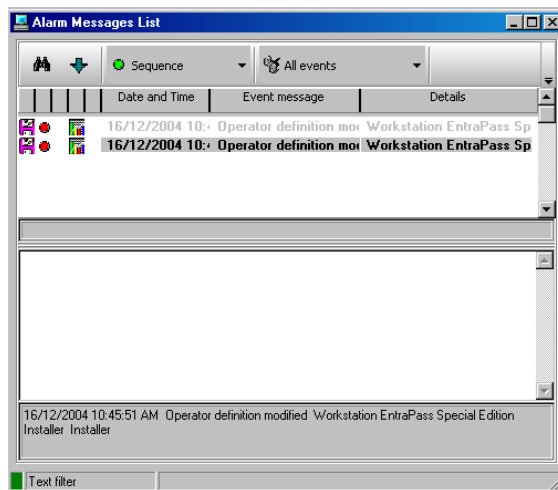 Alarm Messages List
Sequence All events
Date and Time Event message Details
16/12/2004 10: Operator definition mo Workstation EntraPass Sp
16/12/2004 10: Operator definition mo Workstation EntraPass Sp
16/12/2004 10:45:51 AM Operator definition modified Workstation EntraPass Special Edition
Installer Installer
Text filter